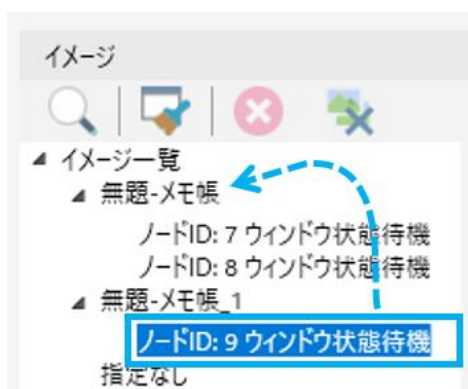 イメージ
イメージ一覧
無題-メモ帳
ノードID: 7 ウィンドウ状態待機
ノードID: 8 ウィンドウ状態待機
無題-メモ帳_1
ノードID: 9 ウィンドウ状態待機
指定なし